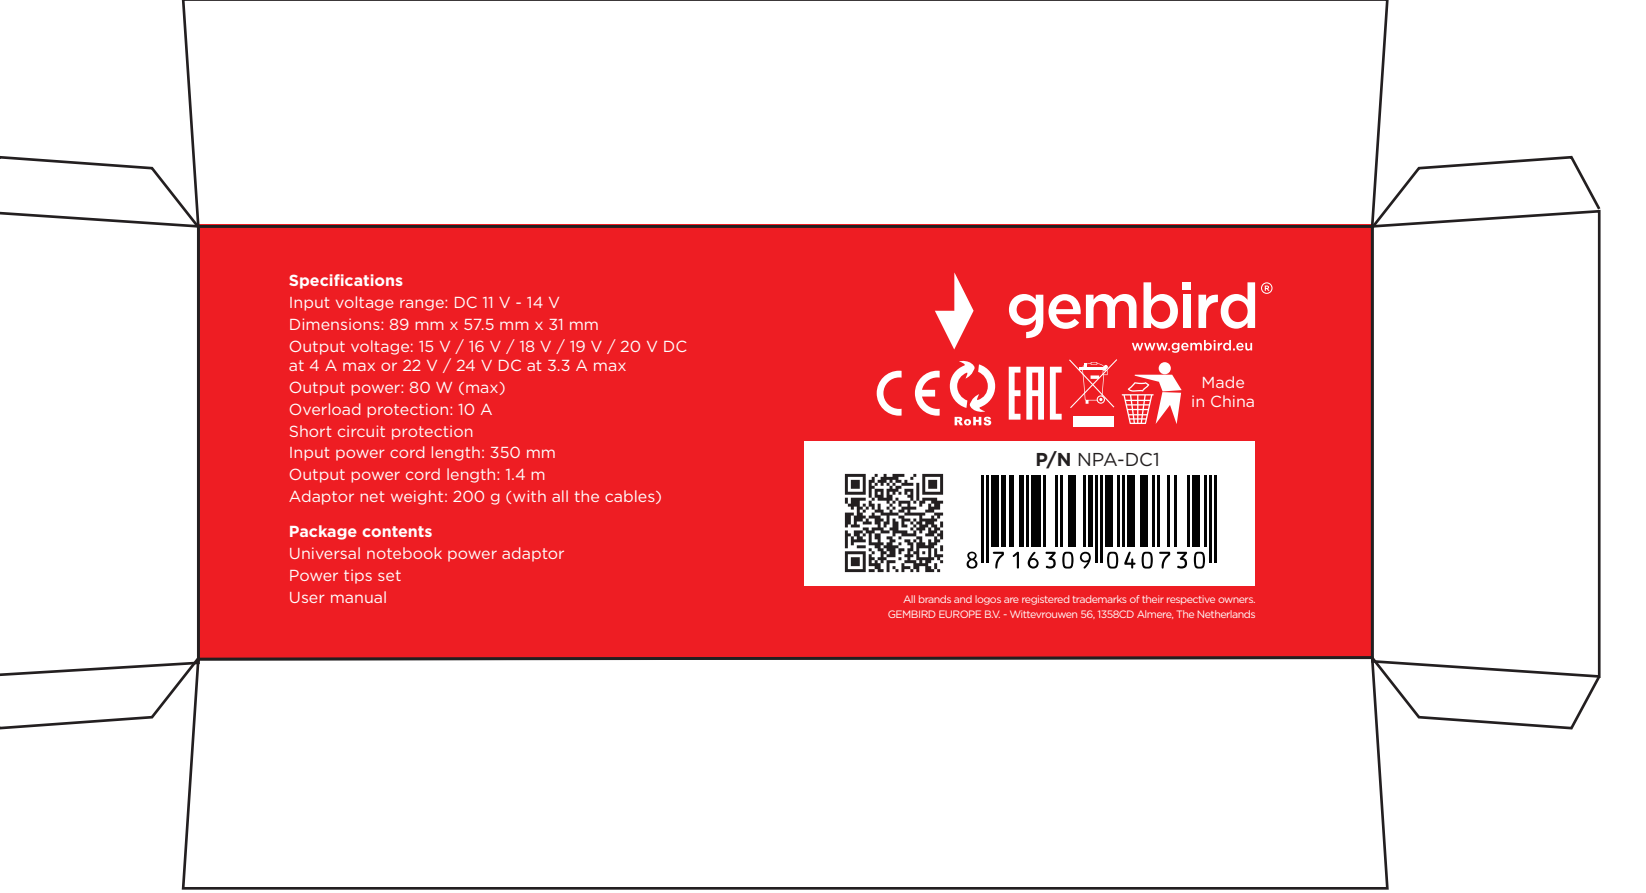 Specifications
Input voltage range: DC 11 V - 14 V
Dimensions: 89 mm x 57.5 mm x 31 mm
Output voltage: 15 V / 16 V / 18 V / 19 V / 20 V DC
at 4 A max or 22 V / 24 V DC at 3.3 A max
Output power: 80 W (max)
Overload protection: 10 A
Short circuit protection
Input power cord length: 350 mm
Output power cord length: 1.4 m
Adaptor net weight: 200 g (with all the cables)
Package contents
Universal notebook power adaptor
Power tips set
User manual
gembird®
www.gembird.eu
CE
RoHS
EAC
Made
in China
P/N NPA-DC1
8 716309 040730
All brands and logos are registered trademarks of their respective owners.
GEMBIRD EUROPE B.V. - Wittevrouwen 56, 1358CD Almere, The Netherlands